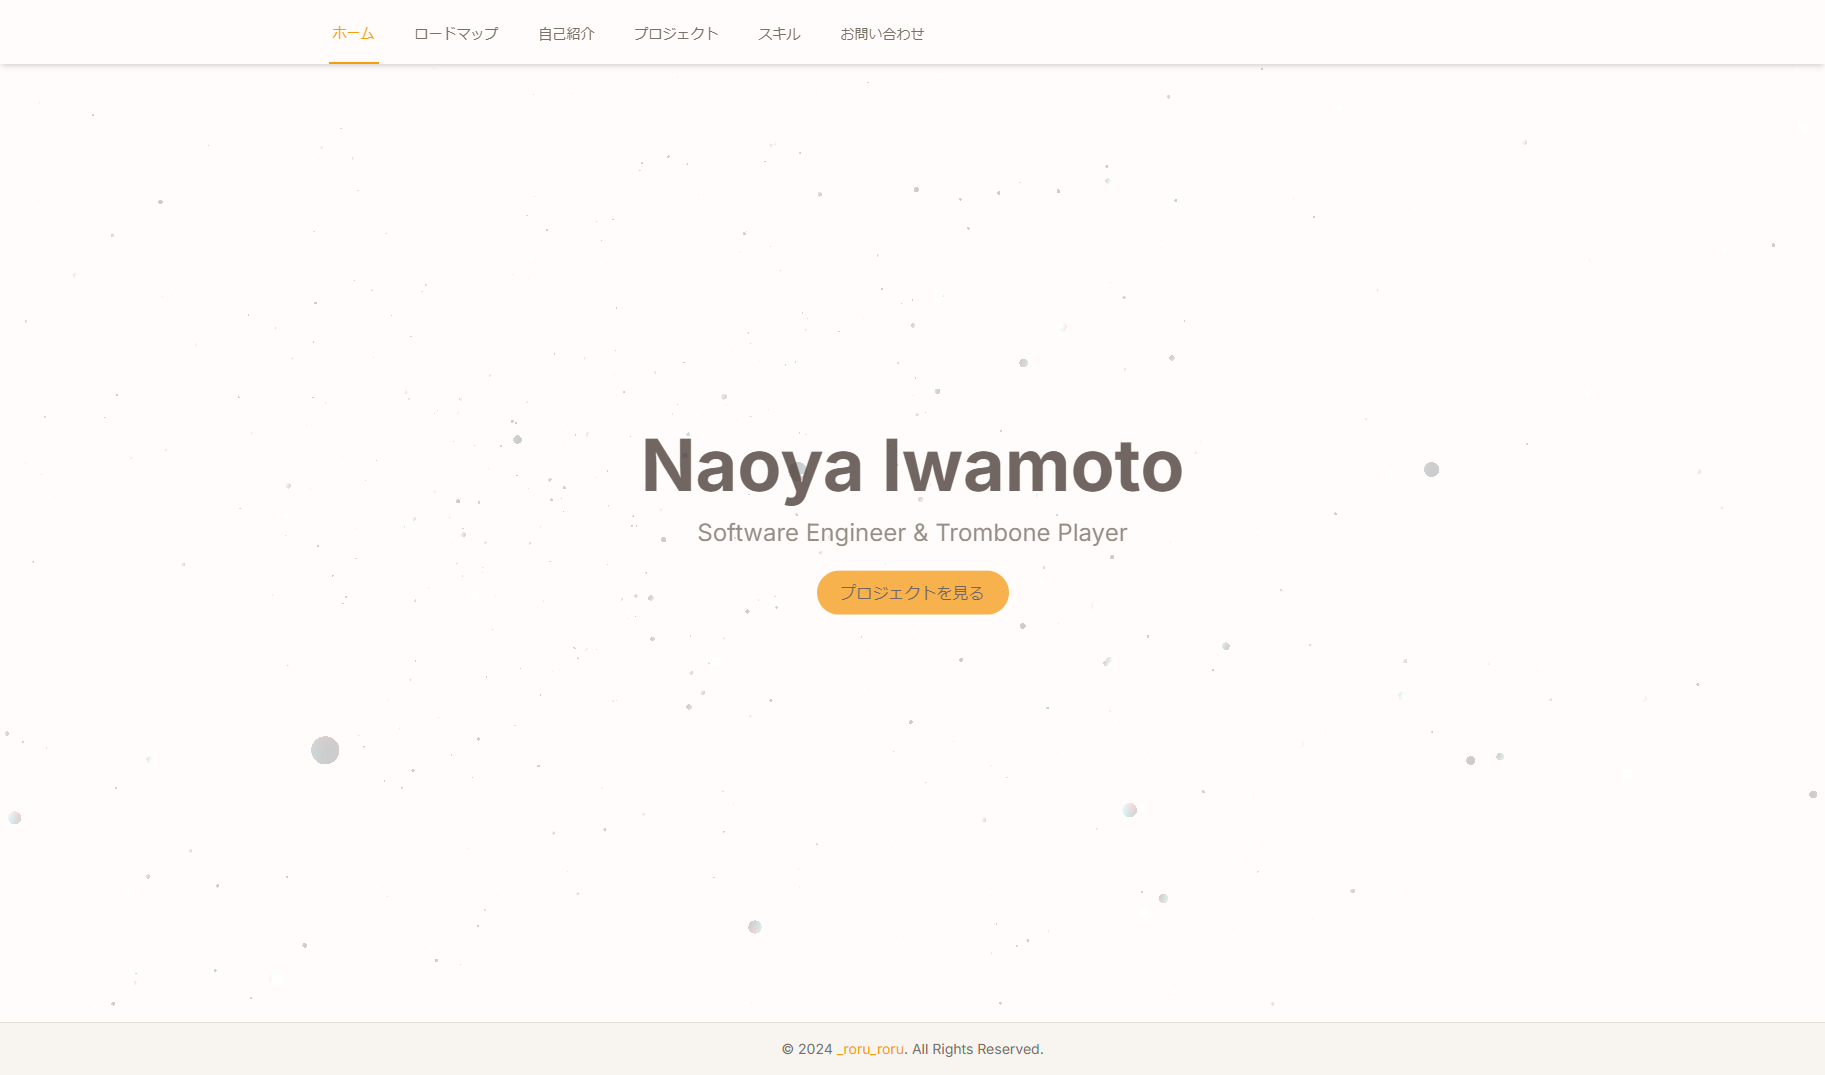 ホーム ロードマップ 自己紹介 プロジェクト スキル お問い合わせ
Naoya Iwamoto
Software Engineer & Trombone Player
プロジェクトを見る
© 2024 _roru_roru. All Rights Reserved.